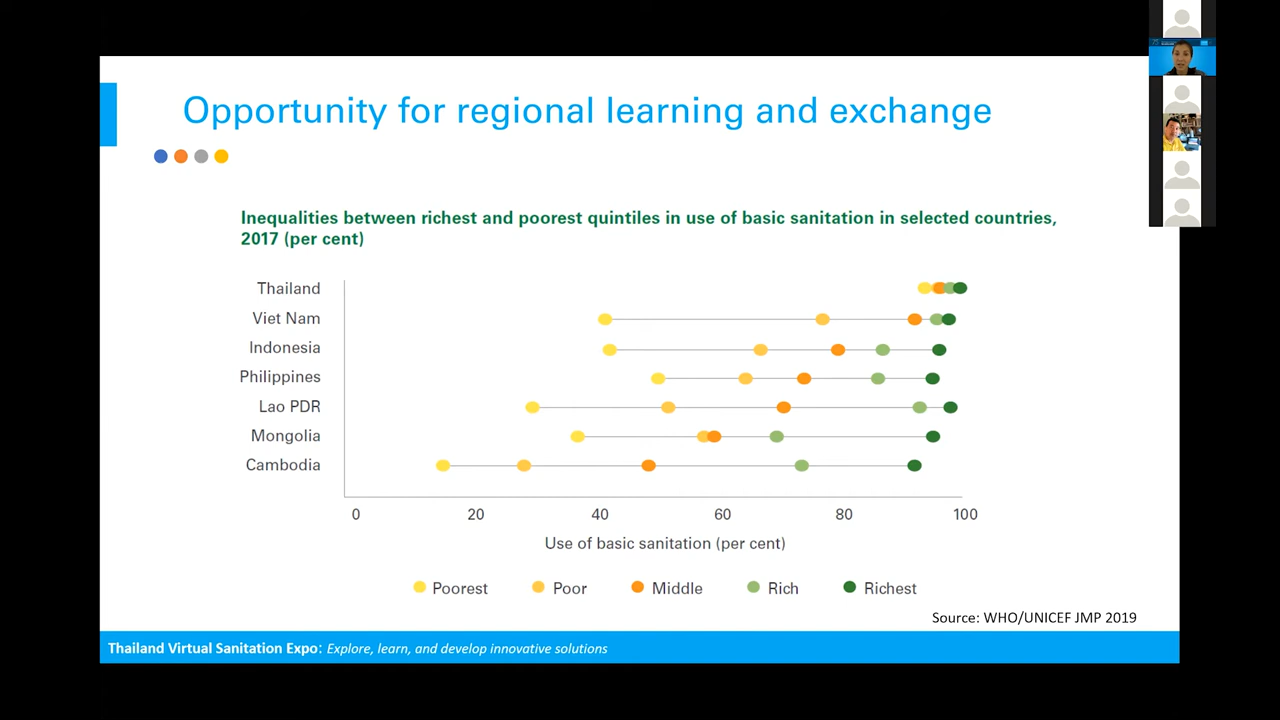 Opportunity for regional learning and exchange
Inequalities between richest and poorest quintiles in use of basic sanitation in selected countries,
2017 (per cent)
Thailand
Viet Nam
Indonesia
Philippines
Lao PDR
Mongolia
Cambodia
0 20 40 60 80 100
Use of basic sanitation (per cent)
Poorest Poor Middle Rich Richest
Source: WHO/UNICEF JMP 2019
Thailand Virtual Sanitation Expo: Explore, learn, and develop innovative solutions